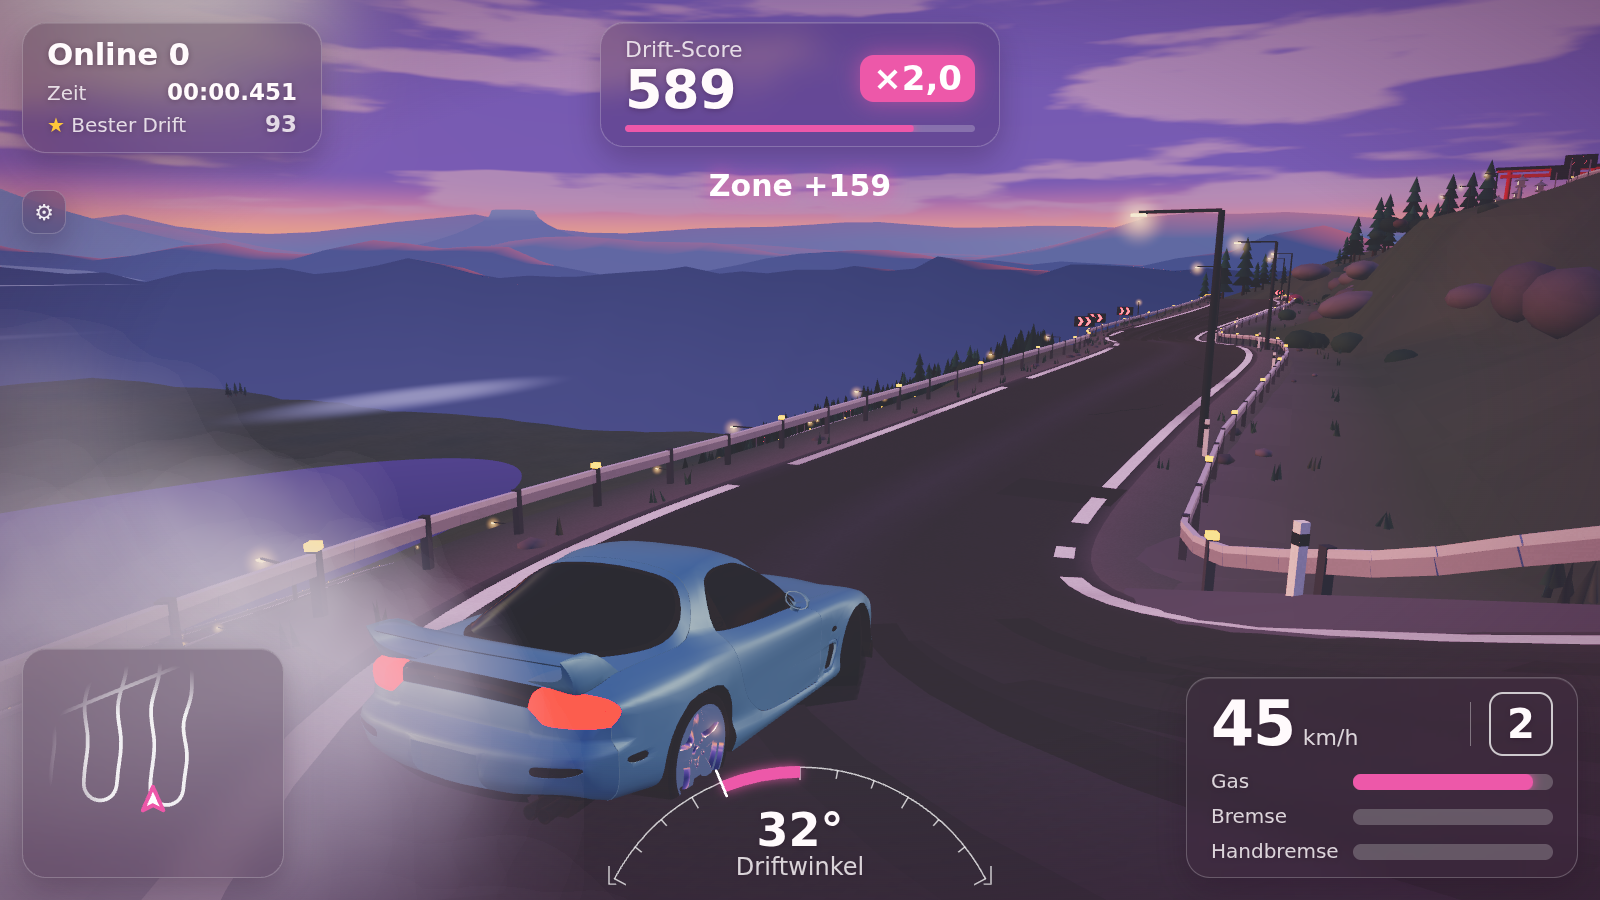 Online 0
Zeit 00:00.451
★ Bester Drift 93
Drift-Score
589
×2,0
Zone +159
45 km/h 2
Gas
Bremse
Handbremse
32°
Driftwinkel